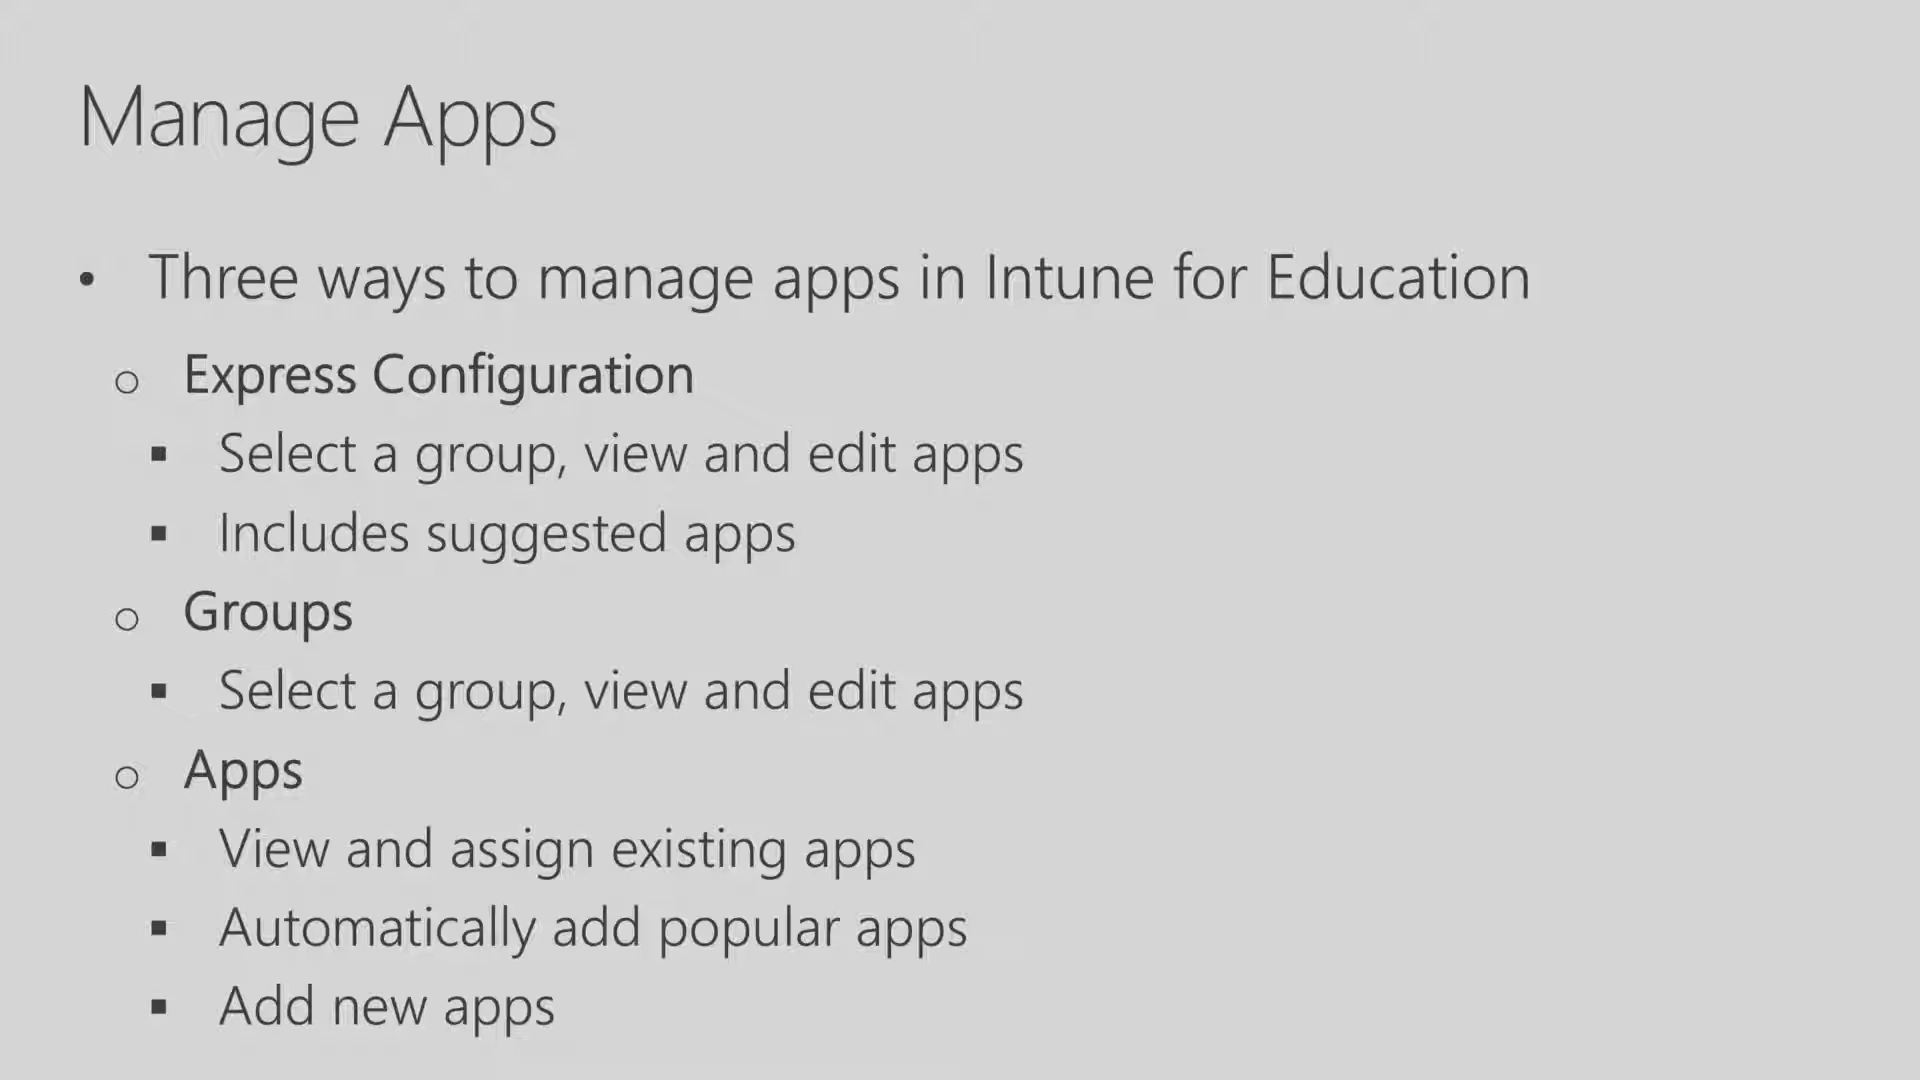 Manage Apps
• Three ways to manage apps in Intune for Education
o Express Configuration
▪ Select a group, view and edit apps
▪ Includes suggested apps
o Groups
▪ Select a group, view and edit apps
o Apps
▪ View and assign existing apps
▪ Automatically add popular apps
▪ Add new apps